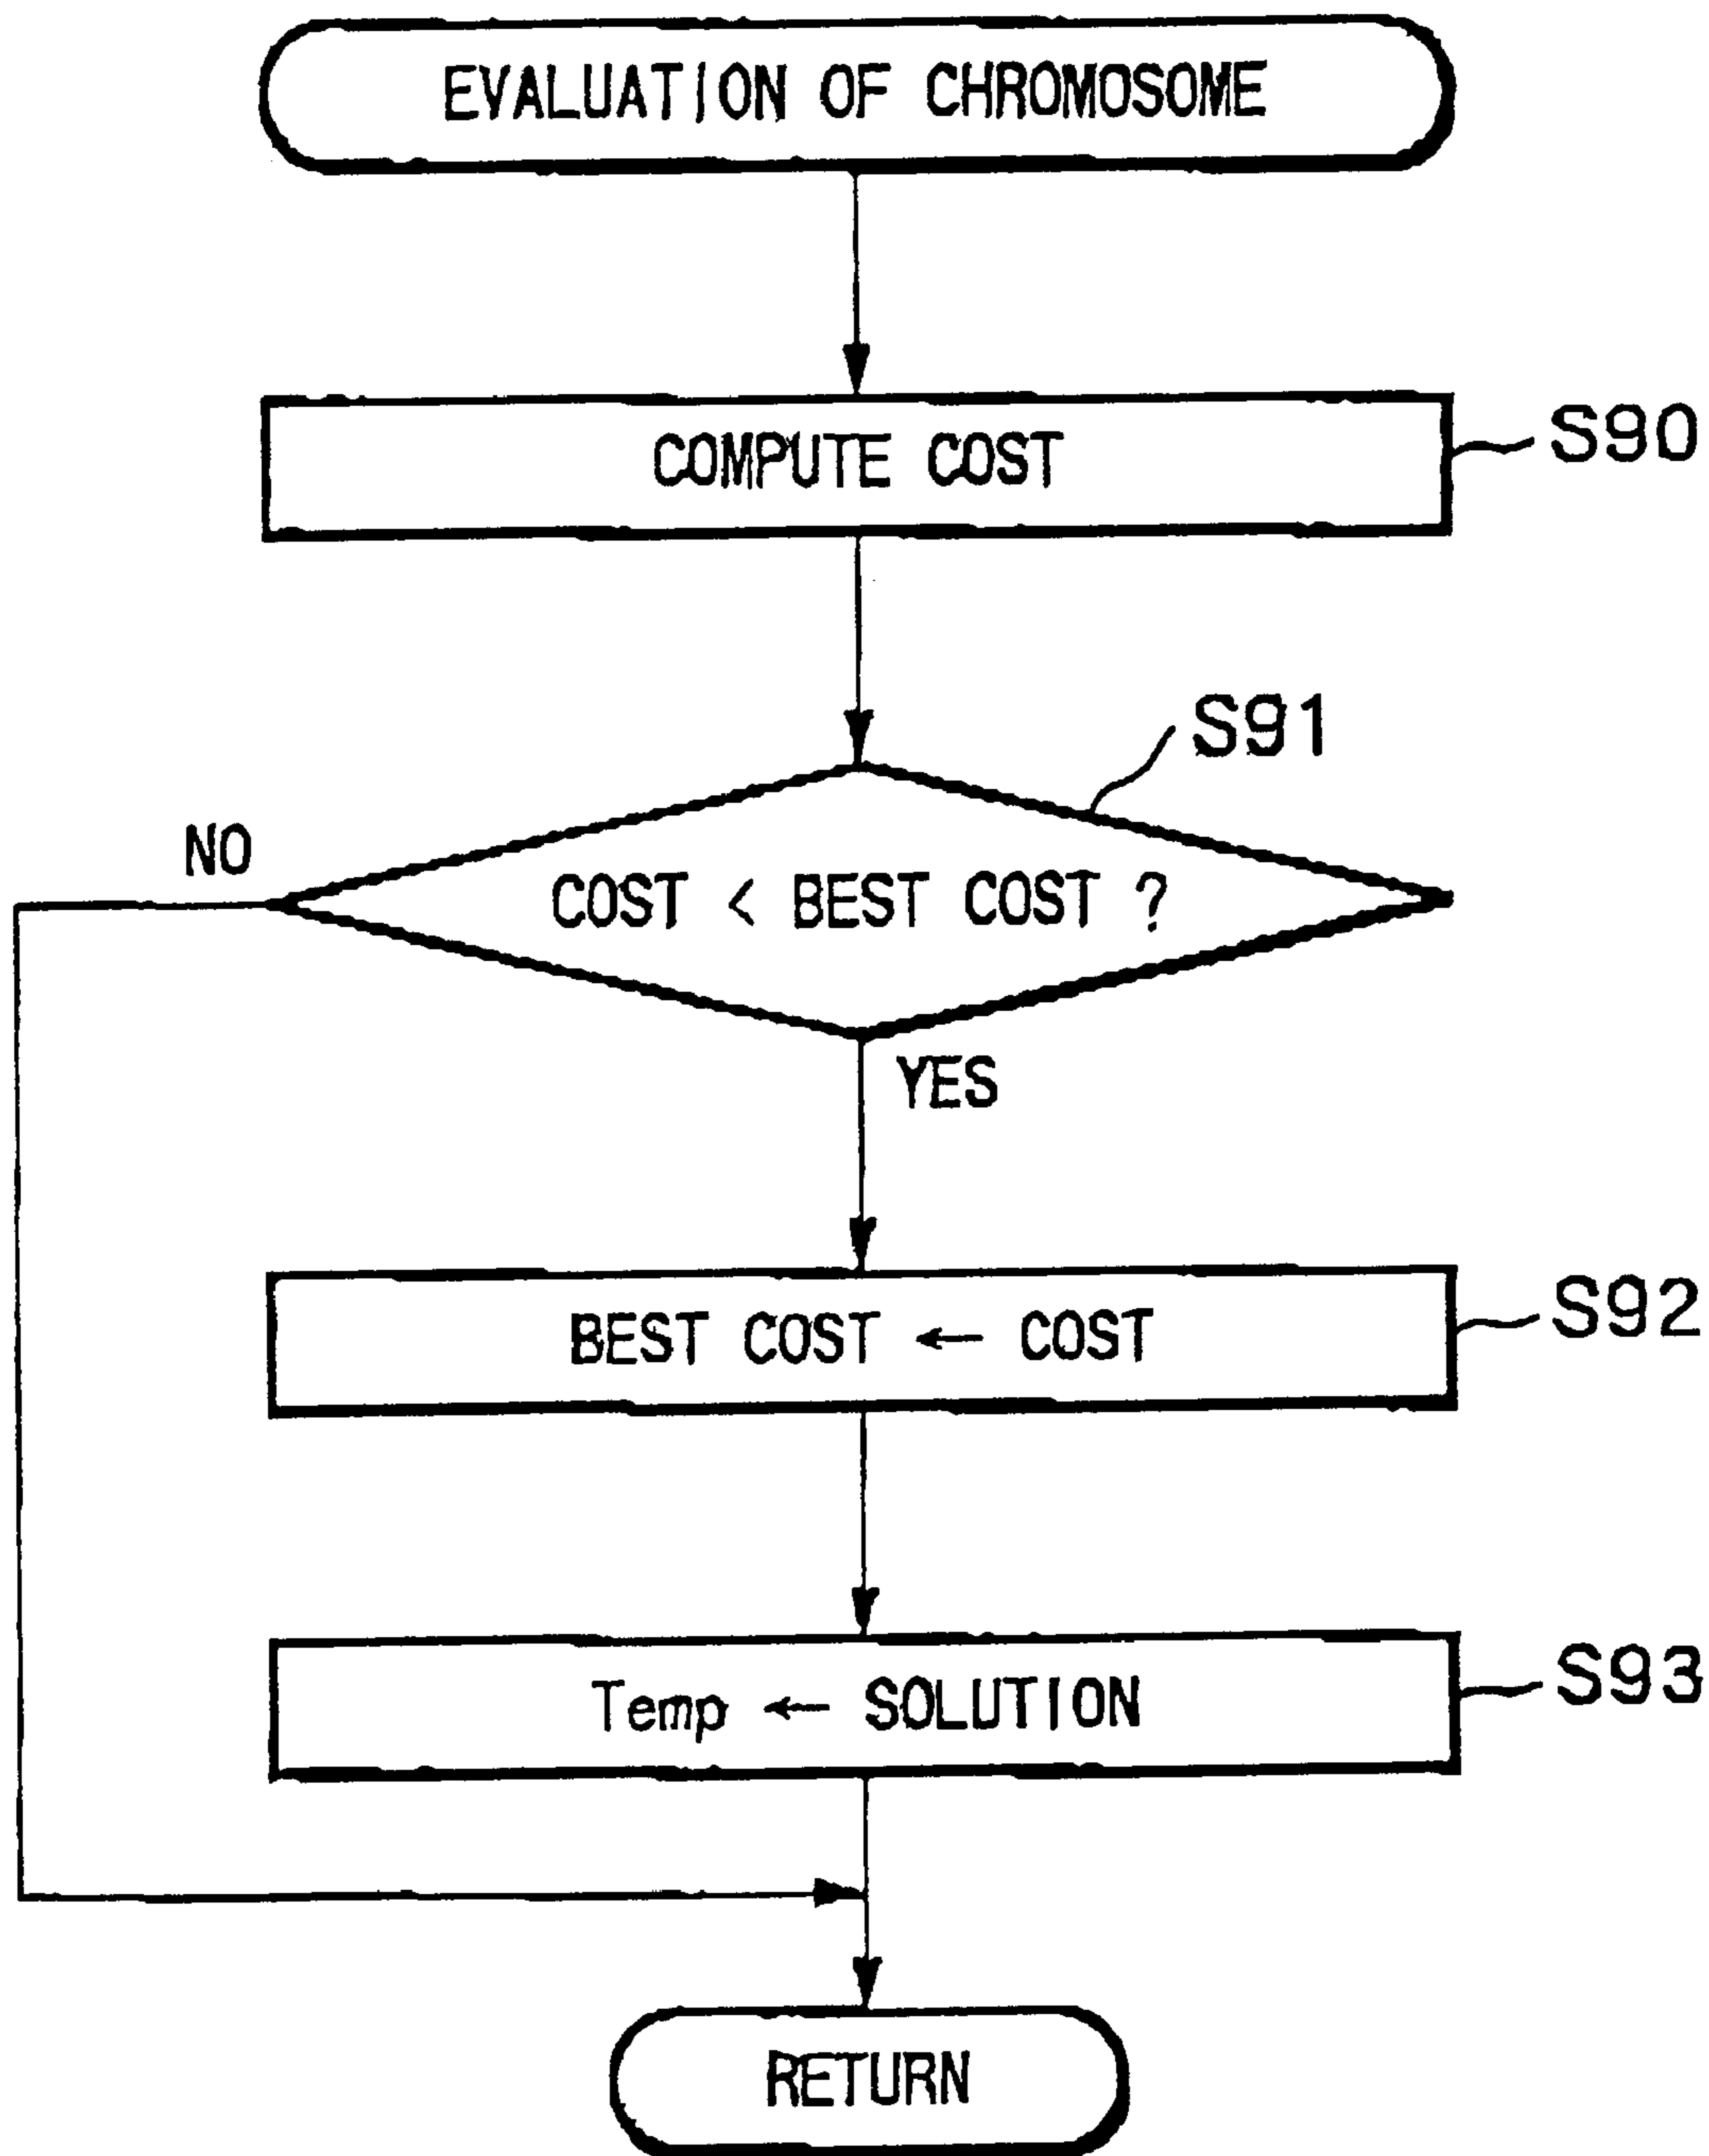 EVALUATION OF CHROMOSOME
COMPUTE COST
S90
S91
NO
COST < BEST COST ?
YES
BEST COST ← COST
S92
Temp ← SOLUTION
S93
RETURN